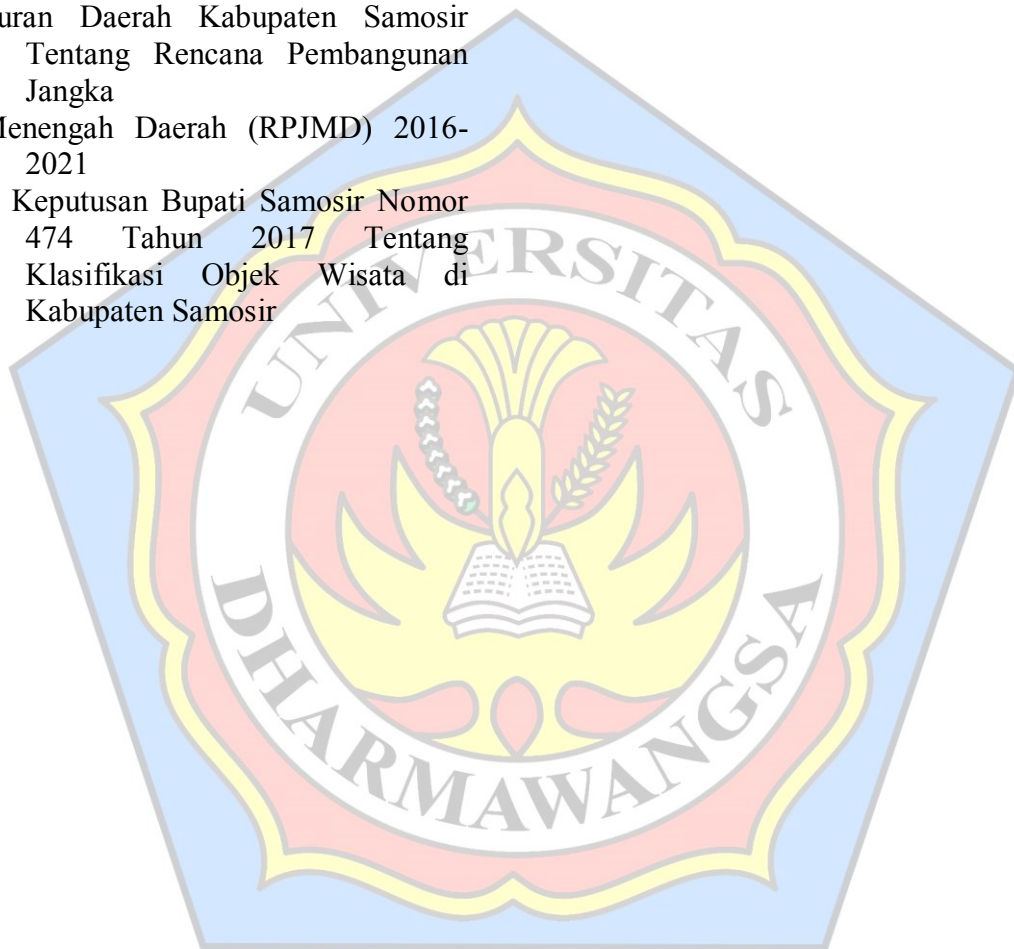 uran Daerah Kabupaten Samosir
Tentang Rencana Pembangunan
Jangka
Menengah Daerah (RPJMD) 2016-
2021
Keputusan Bupati Samosir Nomor
474 Tahun 2017 Tentang
Klasifikasi Objek Wisata di
Kabupaten Samosir
UNIVERSITAS
DHARMAWANGSA